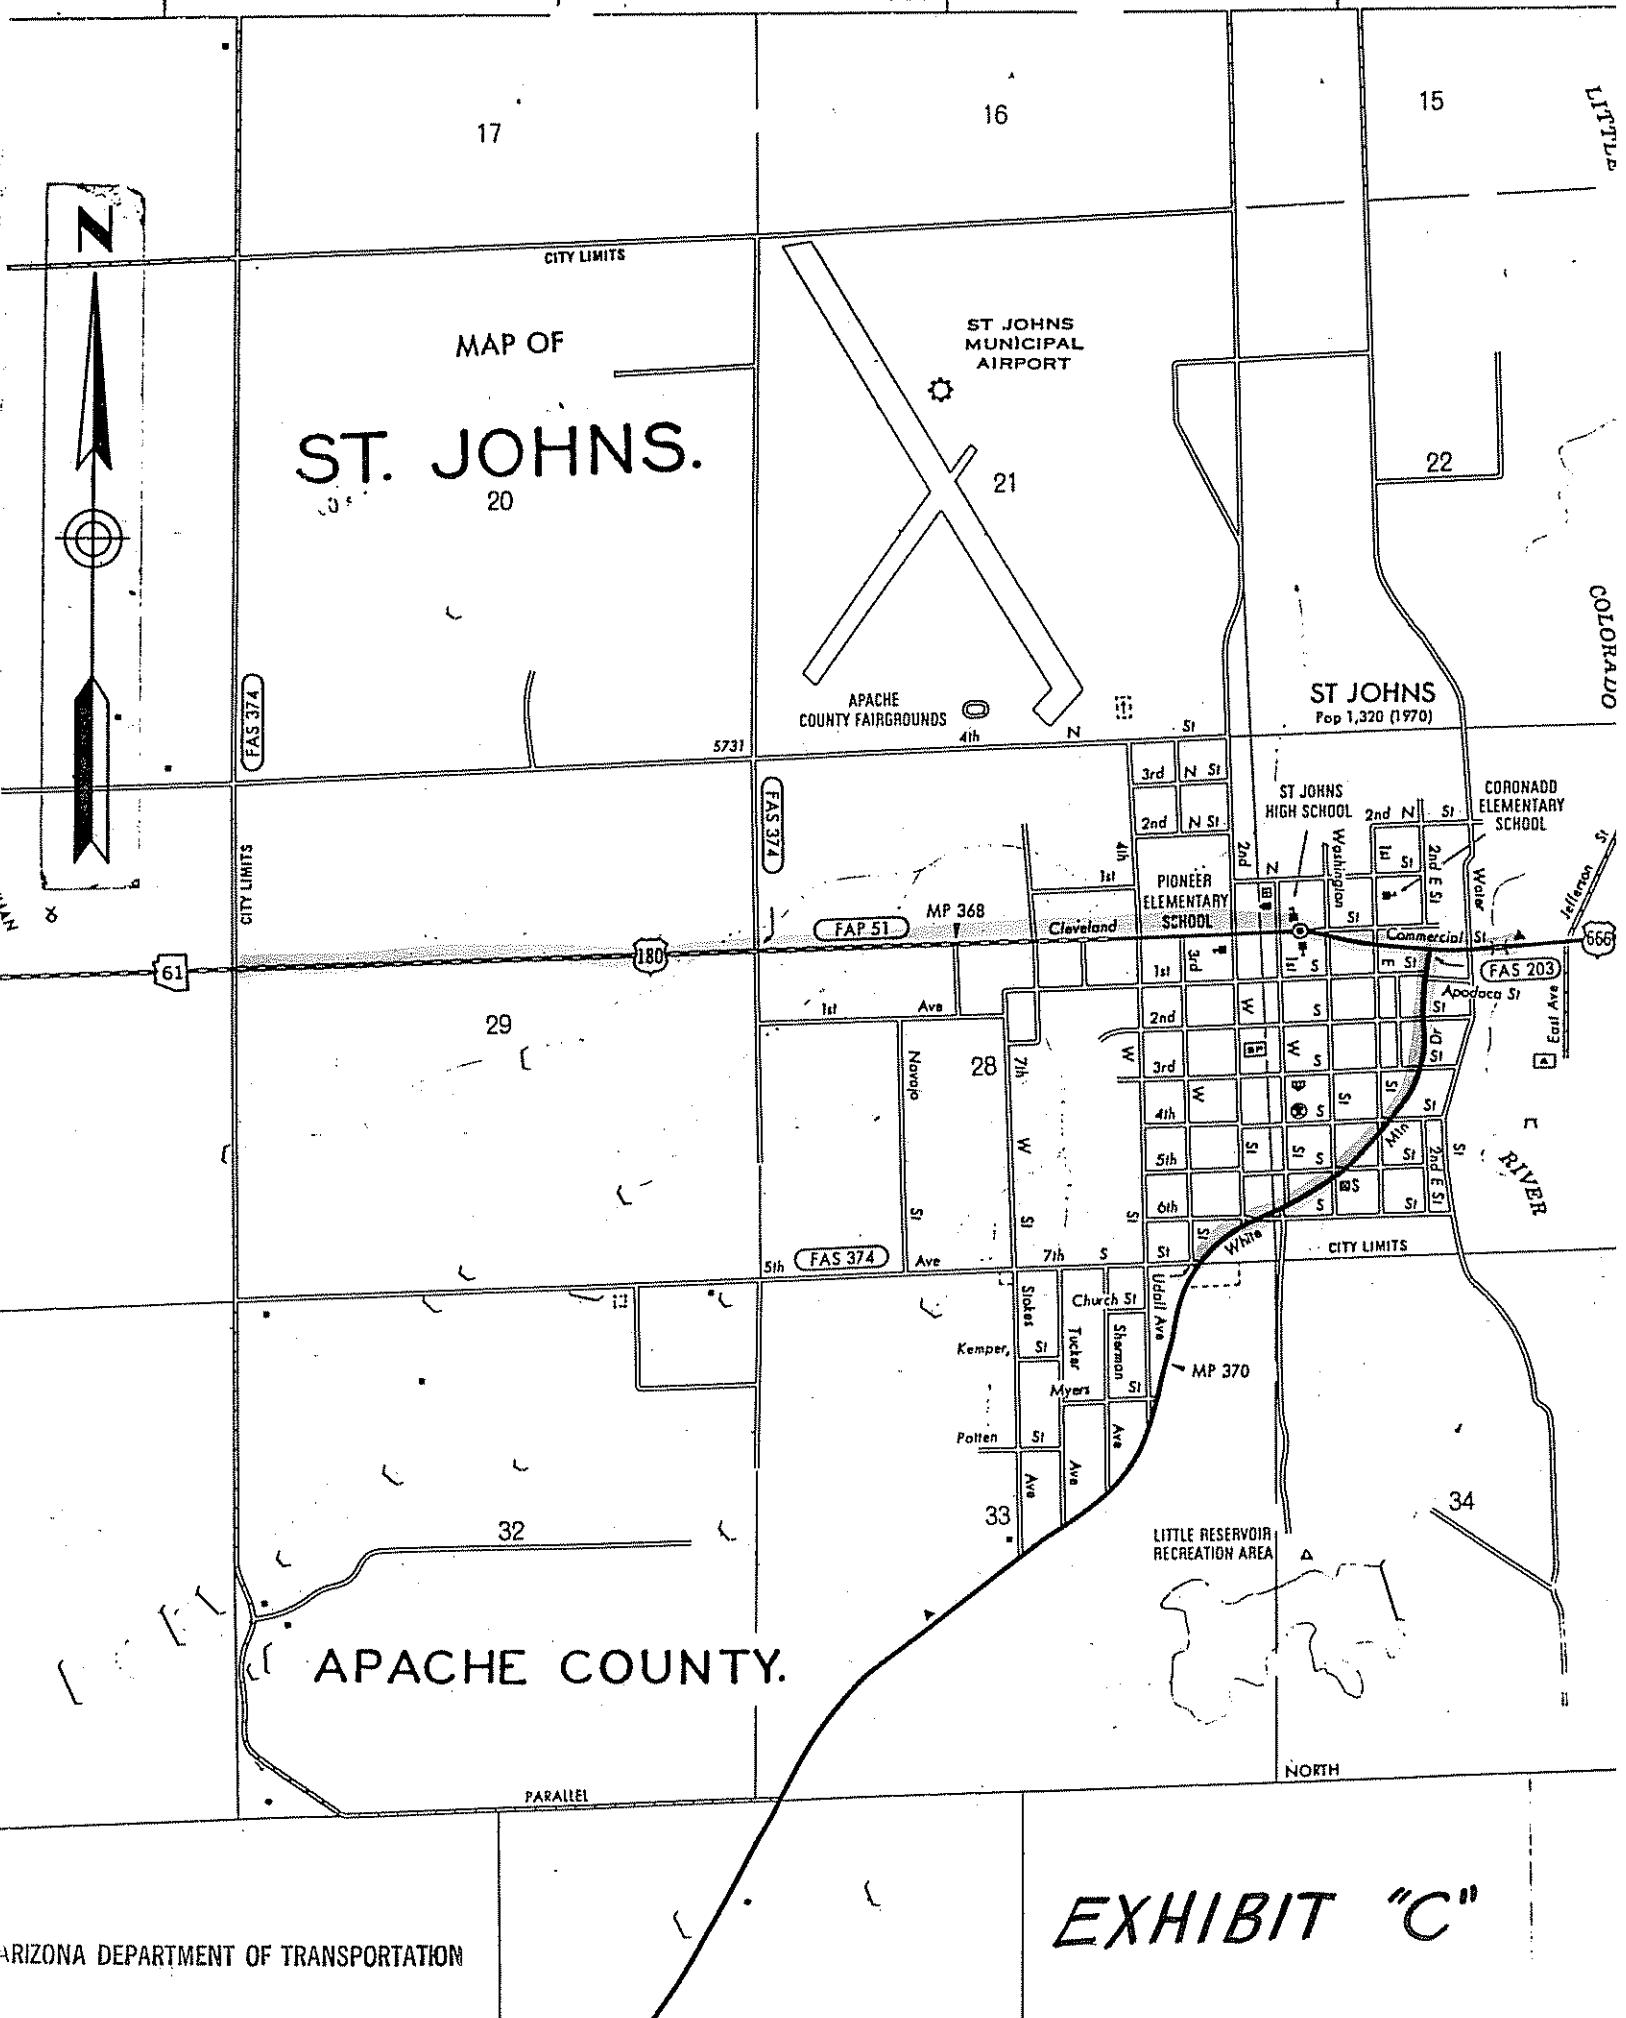 17
16
15
LITTLE
N
CITY LIMITS
MAP OF
ST. JOHNS.
20
ST JOHNS
MUNICIPAL
AIRPORT
21
22
COLORADO
FAS 374
APACHE
COUNTY FAIRGROUNDS
ST JOHNS
Pop 1,320 (1970)
5731
4th
N
St
FAS 374
3rd
N St
2nd
N St
ST JOHNS
HIGH SCHOOL
2nd N
St
CORONADO
ELEMENTARY
SCHOOL
CITY LIMITS
4th
2nd
N
Washington
1st
St
2nd E St
Water
Jefferson
St
1st
PIONEER
ELEMENTARY
SCHOOL
FAP 51
MP 368
Cleveland
St
Commercial St
666
61
180
1st
3rd
1st
S
E
St
FAS 203
Apodaca St
East Ave
29
1st
Ave
2nd
W
S
St
Navajo
28
7th
W
3rd
W
S
St
W
4th
S
St
St
St
W
5th
St
St
S
Mtn
St
2nd E St
St
RIVER
St
St
St
6th
S
S
St
5th
FAS 374
Ave
7th
S
St
St
White
CITY LIMITS
Stokes
Church St
Udall Ave
Kemper
St
Tucker
Sherman
MP 370
Myers
St
Patten
St
Ave
Ave
Ave
32
33
34
LITTLE RESERVOIR
RECREATION AREA
APACHE COUNTY.
PARALLEL
NORTH
ARIZONA DEPARTMENT OF TRANSPORTATION
EXHIBIT "C"